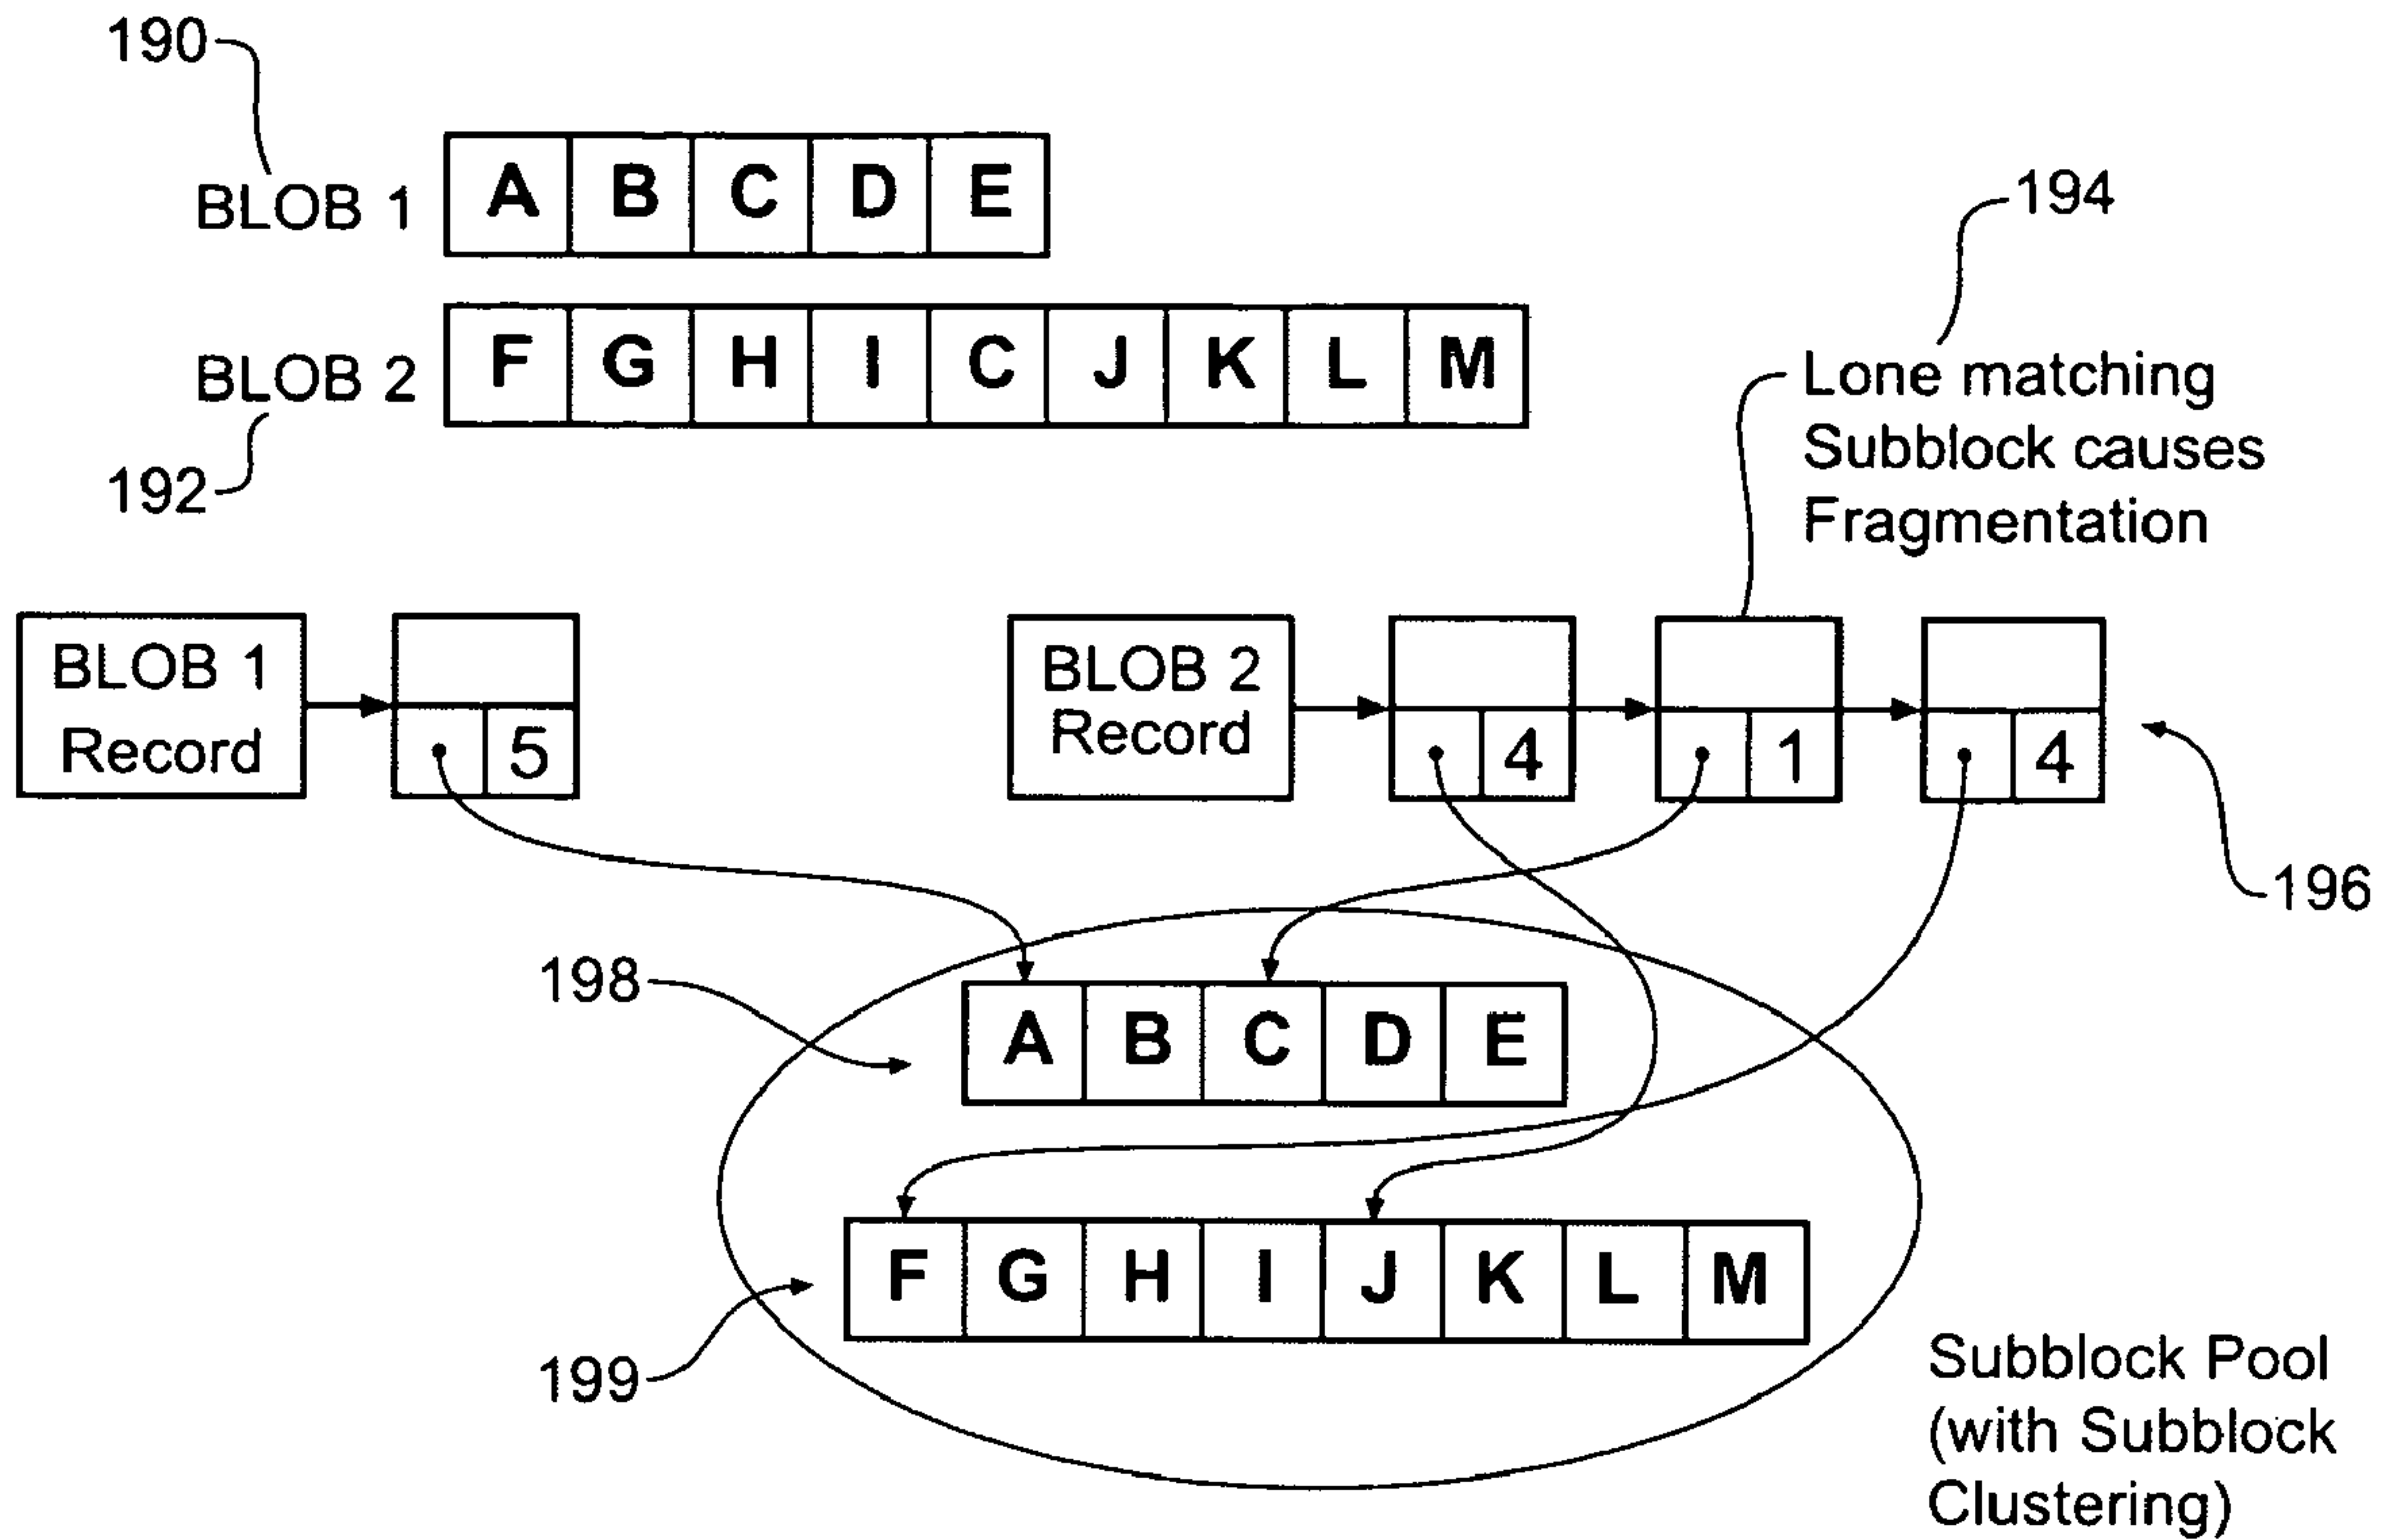 190
BLOB 1
A B C D E
194
BLOB 2
F G H I C J K L M
192
Lone matching
Subblock causes
Fragmentation
BLOB 1
Record
5
BLOB 2
Record
4
1
4
196
198
A B C D E
199
F G H I J K L M
Subblock Pool
(with Subblock
Clustering)